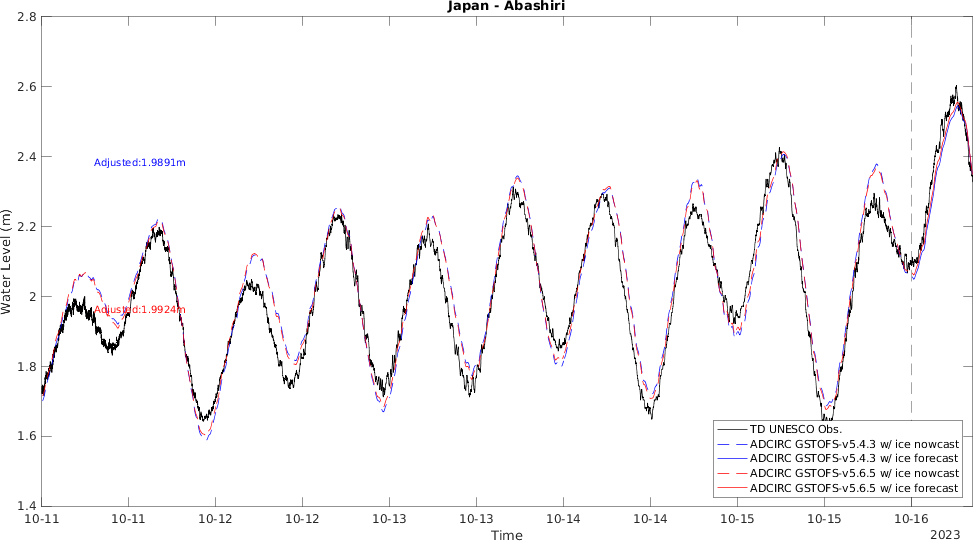 Japan - Abashiri
2.8
2.6
2.4
2.2
2
1.8
1.6
1.4
Water Level (m)
Adjusted:1.9891m
Adjusted:1.9924m
TD UNESCO Obs.
ADCIRC GSTOFS-v5.4.3 w/ ice nowcast
ADCIRC GSTOFS-v5.4.3 w/ ice forecast
ADCIRC GSTOFS-v5.6.5 w/ ice nowcast
ADCIRC GSTOFS-v5.6.5 w/ ice forecast
10-11 10-11 10-12 10-12 10-13 10-13 10-14 10-14 10-15 10-15 10-16
Time
2023